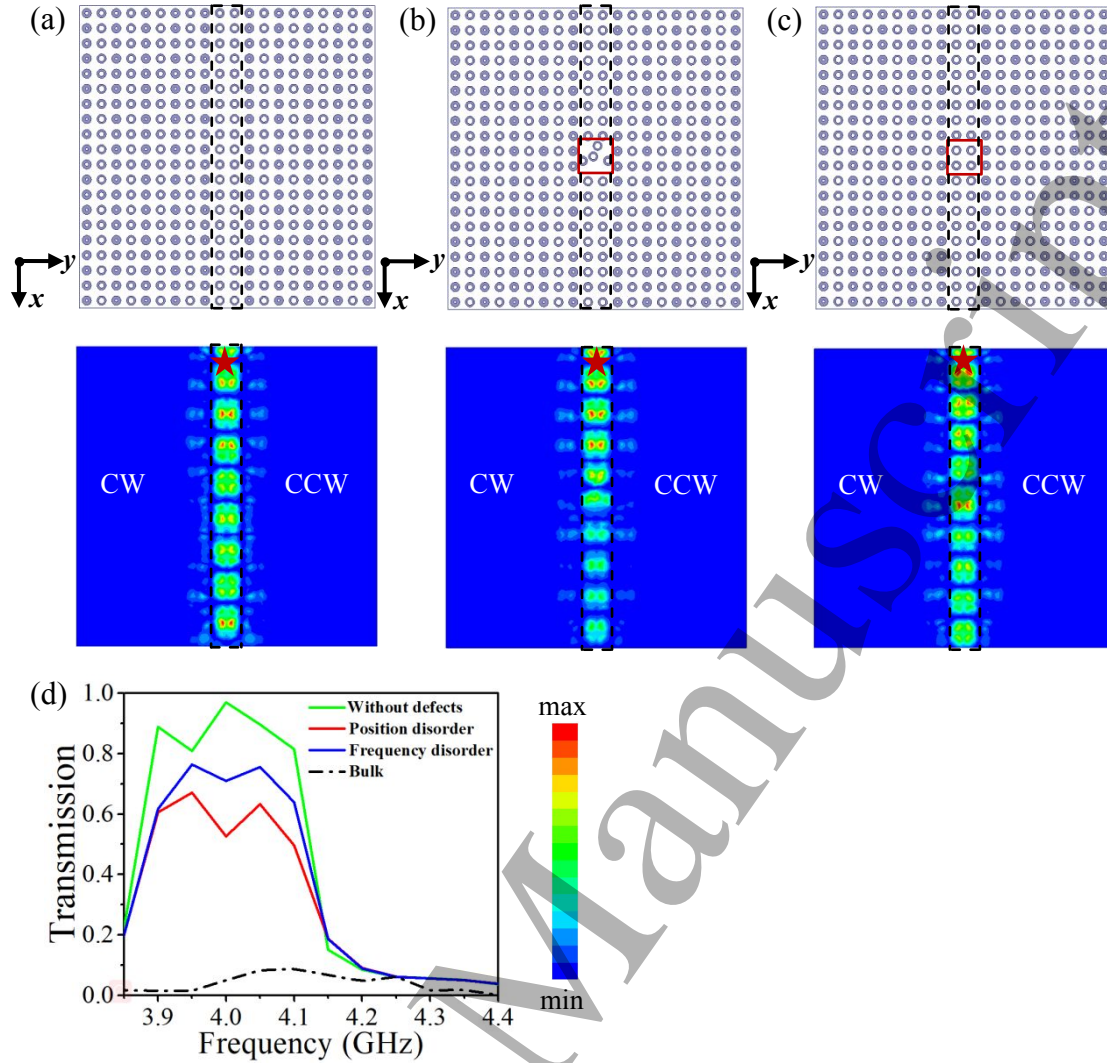 (a) (b) (c)
y y y
x x x
CW CCW CW CCW CW CCW
(d)
1.0
0.8
0.6
0.4
0.2
0.0
Transmission
Without defects
Position disorder
Frequency disorder
Bulk
3.9 4.0 4.1 4.2 4.3 4.4
Frequency (GHz)
max
min
Manuscript